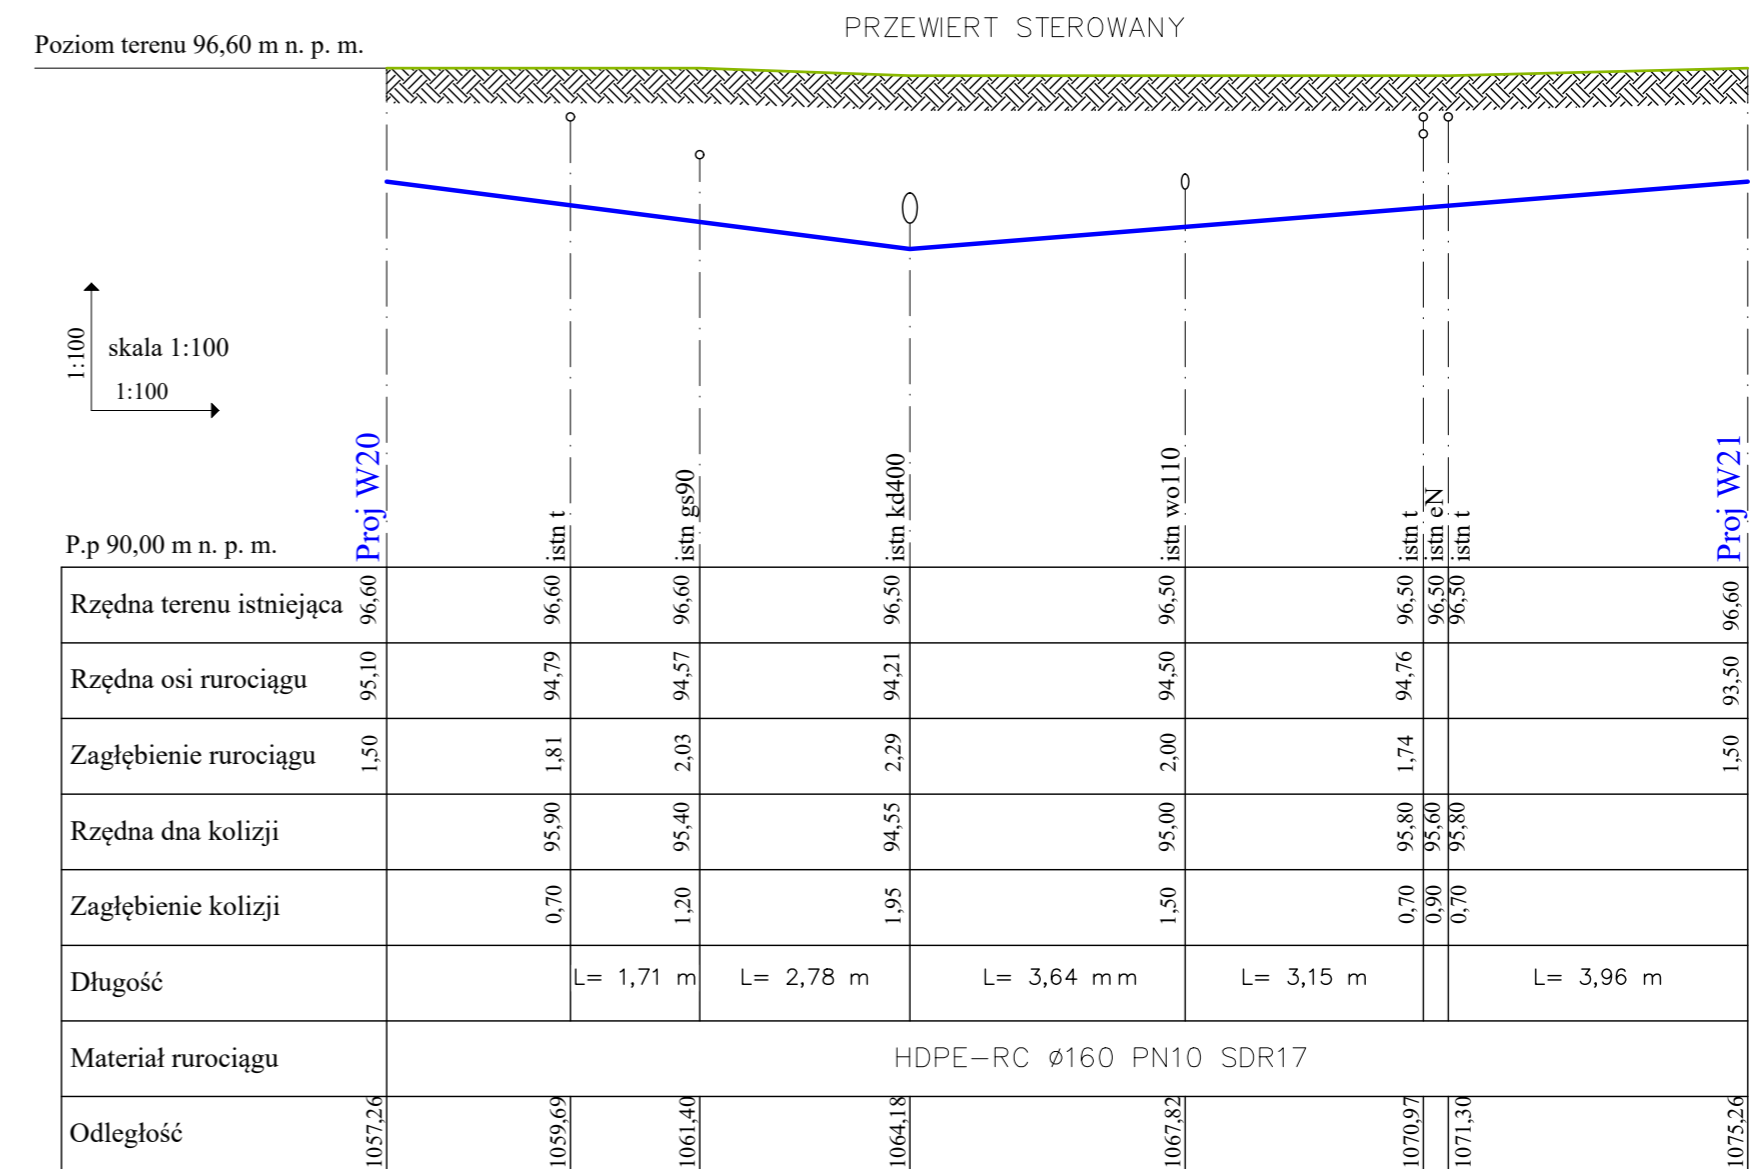 PRZEWIERT STEROWANY
Poziom terenu 96,60 m n. p. m.
1:100
skala 1:100
1:100
Proj W20
istn t
istn gs90
istn kd400
istn wo110
istn t
istn eN
istn t
Proj W21
P.p 90,00 m n. p. m.
Rzędna terenu istniejąca 96,60 96,60 96,60 96,50 96,50 96,50 96,50 96,50 96,60
Rzędna osi rurociągu 95,10 94,79 94,57 94,21 94,50 94,76 93,50
Zagłębienie rurociągu 1,50 1,81 2,03 2,29 2,00 1,74 1,50
Rzędna dna kolizji 95,90 95,40 94,55 95,00 95,80 95,60 95,80
Zagłębienie kolizji 0,70 1,20 1,95 1,50 0,70 0,90 0,70
Długość L= 1,71 m L= 2,78 m L= 3,64 mm L= 3,15 m L= 3,96 m
Materiał rurociągu HDPE-RC ø160 PN10 SDR17
Odległość 1057,26 1059,69 1061,40 1064,18 1067,82 1070,97 1071,30 1075,26